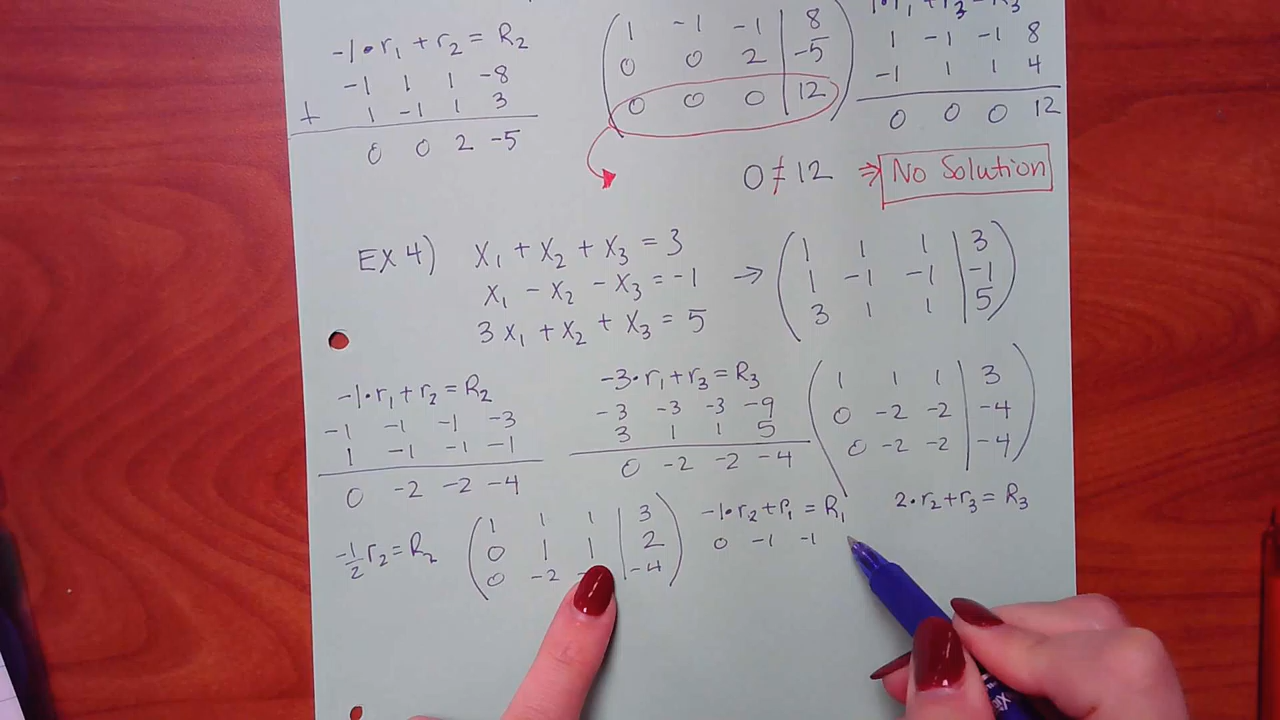 -1•r₁ + r₂ = R₂
-1 1 1 -8
+ 1 -1 1 3
0 0 2 -5
1 -1 -1 | 8
0 0 2 | -5
0 0 0 | 12
1 -1 -1 8
-1 1 1 4
0 0 0 12
0 ≠ 12 ⇒ No Solution
EX 4) x₁ + x₂ + x₃ = 3
x₁ - x₂ - x₃ = -1 →
3x₁ + x₂ + x₃ = 5
1 1 1 | 3
1 -1 -1 | -1
3 1 1 | 5
-1•r₁ + r₂ = R₂
-1 -1 -1 -3
1 -1 -1 -1
0 -2 -2 -4
-3•r₁ + r₃ = R₃
-3 -3 -3 -9
3 1 1 5
0 -2 -2 -4
1 1 1 | 3
0 -2 -2 | -4
0 -2 -2 | -4
-1/2 r₂ = R₂
1 1 1 | 3
0 1 1 | 2
0 -2 | -4
-1•r₂ + r₁ = R₁
0 -1 -1
2•r₂ + r₃ = R₃